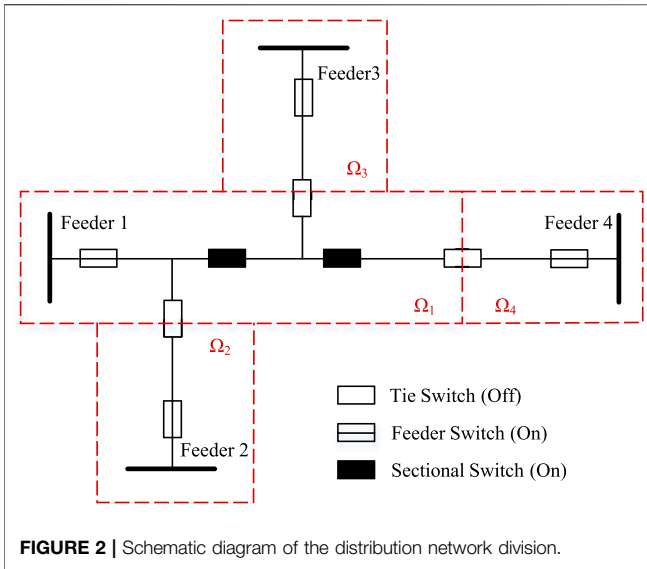 Feeder3
Ω3
Feeder 1
Feeder 4
Ω1
Ω4
Ω2
Feeder 2
Tie Switch (Off)
Feeder Switch (On)
Sectional Switch (On)
FIGURE 2 | Schematic diagram of the distribution network division.